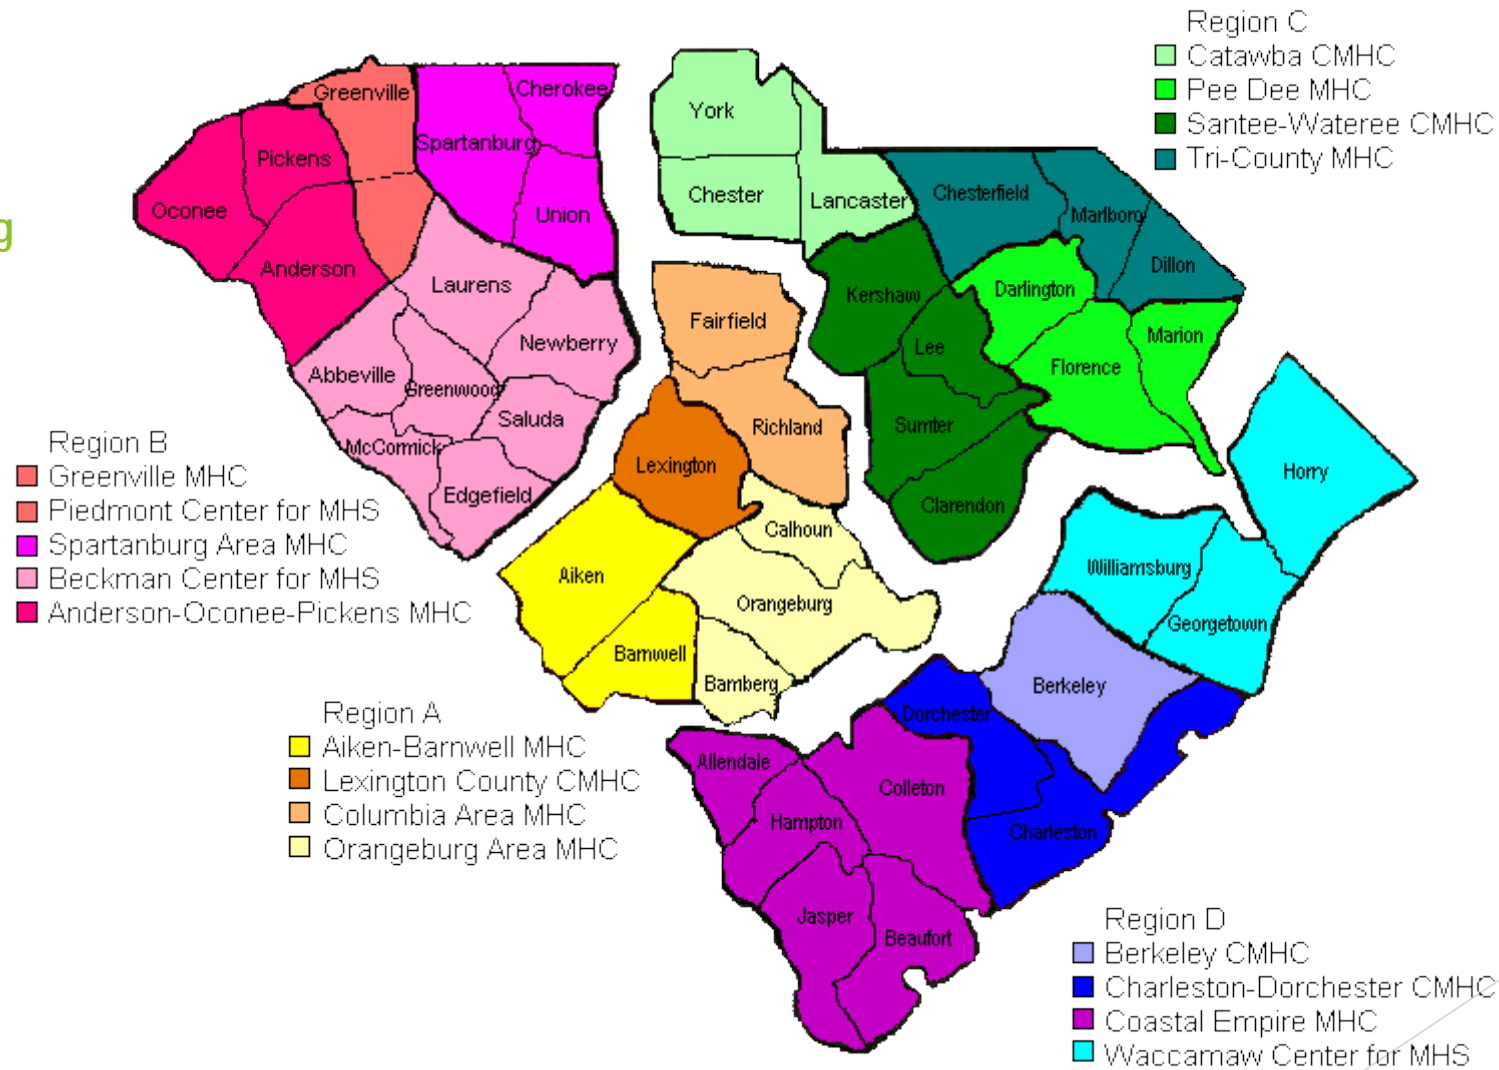 g
Region C
Catawba CMHC
Pee Dee MHC
Santee-Wateree CMHC
Tri-County MHC
Greenville
Cherokee
Spartanburg
Pickens
Oconee
Union
Anderson
York
Chester
Lancaster
Chesterfield
Marlboro
Dillon
Laurens
Newberry
Abbeville
Greenwood
Saluda
McCormick
Edgefield
Fairfield
Richland
Lexington
Kershaw
Lee
Sumter
Clarendon
Darlington
Marion
Florence
Horry
Region B
Greenville MHC
Piedmont Center for MHS
Spartanburg Area MHC
Beckman Center for MHS
Anderson-Oconee-Pickens MHC
Calhoun
Aiken
Orangeburg
Barnwell
Bamberg
Williamsburg
Georgetown
Berkeley
Dorchester
Region A
Aiken-Barnwell MHC
Lexington County CMHC
Columbia Area MHC
Orangeburg Area MHC
Allendale
Colleton
Hampton
Charleston
Jasper
Beaufort
Region D
Berkeley CMHC
Charleston-Dorchester CMHC
Coastal Empire MHC
Waccamaw Center for MHS